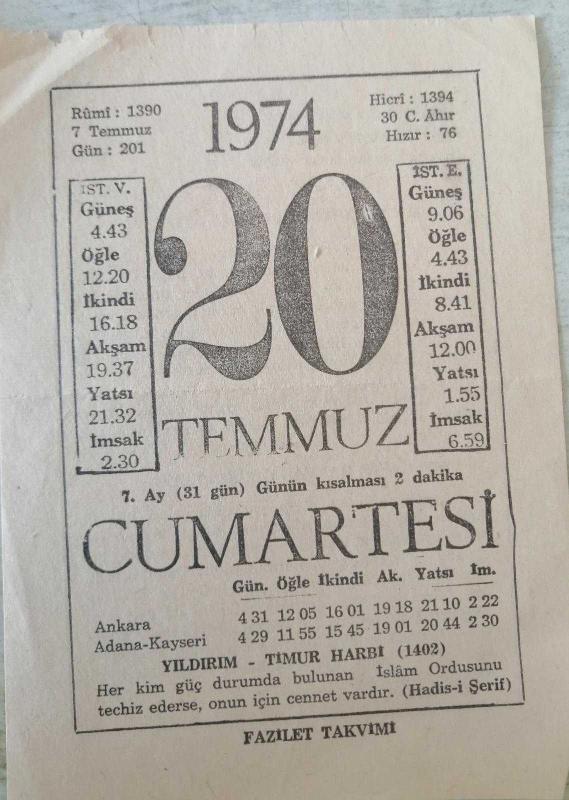 Rûmî : 1390
7 Temmuz
Gün : 201
1974
Hicrî : 1394
30 C. Âhır
Hızır : 76
İST. V.
Güneş
4.43
Öğle
12.20
İkindi
16.18
Akşam
19.37
Yatsı
21.32
İmsak
2.30
20
TEMMUZ
İST. E.
Güneş
9.06
Öğle
4.43
İkindi
8.41
Akşam
12.00
Yatsı
1.55
İmsak
6.59
7. Ay (31 gün) Günün kısalması 2 dakika
CUMARTESİ
Gün. Öğle İkindi Ak. Yatsı İm.
Ankara 4 31 12 05 16 01 19 18 21 10 2 22
Adana-Kayseri 4 29 11 55 15 45 19 01 20 44 2 30
YILDIRIM - TİMUR HARBİ (1402)
Her kim güç durumda bulunan İslâm Ordusunu
techiz ederse, onun için cennet vardır. (Hadis-i Şerif)
FAZİLET TAKVİMİ